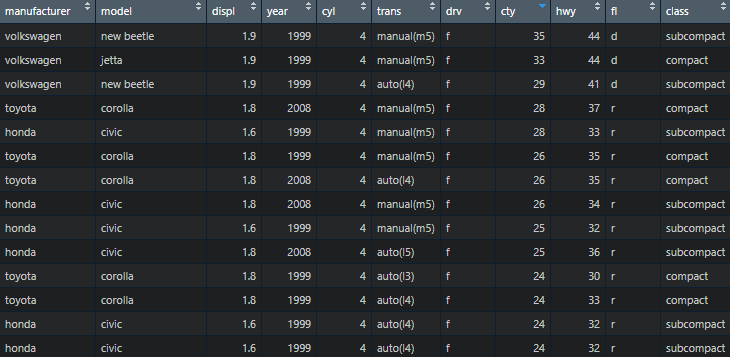 manufacturer model displ year cyl trans drv cty hwy fl class
volkswagen new beetle 1.9 1999 4 manual(m5) f 35 44 d subcompact
volkswagen jetta 1.9 1999 4 manual(m5) f 33 44 d compact
volkswagen new beetle 1.9 1999 4 auto(l4) f 29 41 d subcompact
toyota corolla 1.8 2008 4 manual(m5) f 28 37 r compact
honda civic 1.6 1999 4 manual(m5) f 28 33 r subcompact
toyota corolla 1.8 1999 4 manual(m5) f 26 35 r compact
toyota corolla 1.8 2008 4 auto(l4) f 26 35 r compact
honda civic 1.8 2008 4 manual(m5) f 26 34 r subcompact
honda civic 1.6 1999 4 manual(m5) f 25 32 r subcompact
honda civic 1.8 2008 4 auto(l5) f 25 36 r subcompact
toyota corolla 1.8 1999 4 auto(l3) f 24 30 r compact
toyota corolla 1.8 1999 4 auto(l4) f 24 33 r compact
honda civic 1.6 1999 4 auto(l4) f 24 32 r subcompact
honda civic 1.6 1999 4 auto(l4) f 24 32 r subcompact